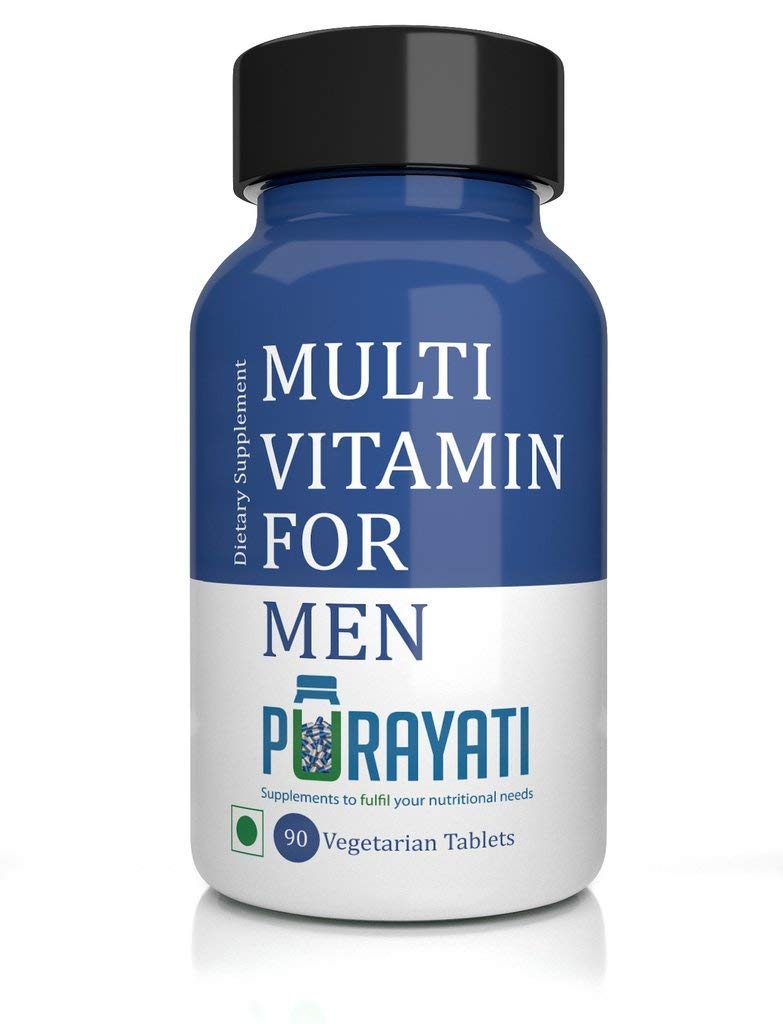 Dietary Supplement
MULTI
VITAMIN
FOR
MEN
PURAYATI
Supplements to fulfil your nutritional needs
90 Vegetarian Tablets